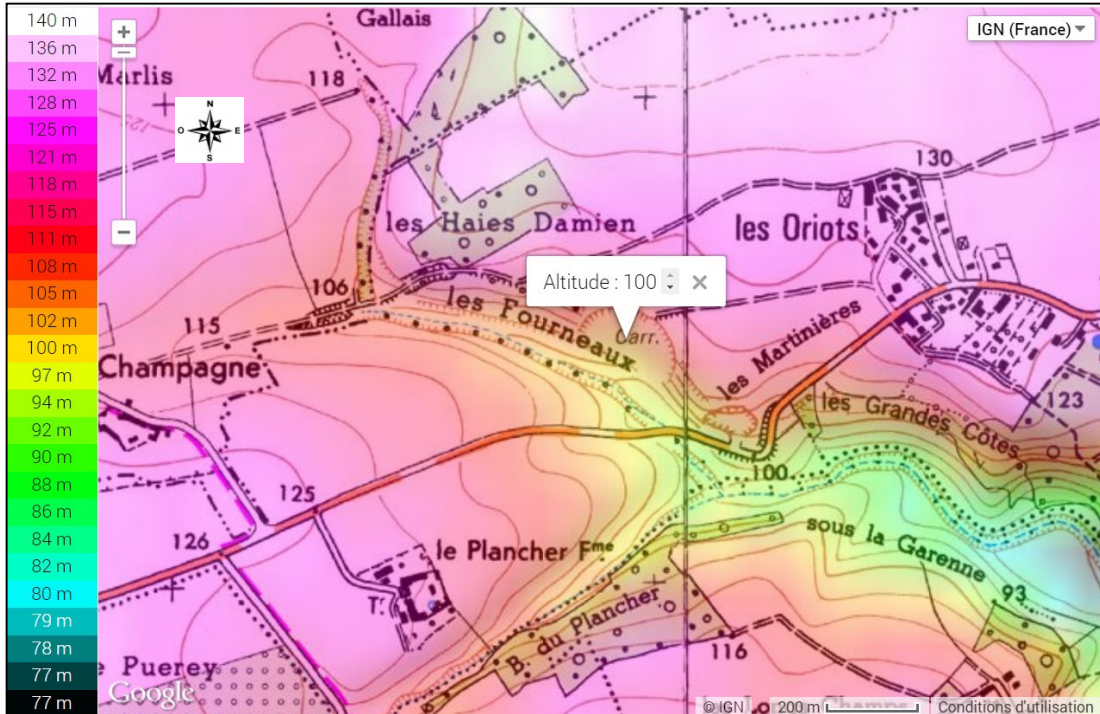 140 m
136 m
132 m
128 m
125 m
121 m
118 m
115 m
111 m
108 m
105 m
102 m
100 m
97 m
94 m
92 m
90 m
88 m
86 m
84 m
82 m
80 m
79 m
78 m
77 m
77 m
+
−
−
IGN (France)
Gallais
Marlis
118
125
N
O E
S
130
les Haies Damien
les Oriots
Altitude : 100 ×
106
les Fourneaux
Carr.
115
Champagne
les Martinières
123
les Grandes Côtes
100
125
126
le Plancher Fme
sous la Garenne
93
Tr.
B. du Plancher
116
Puerey
Google
© IGN
200 m
Champs
Conditions d'utilisation